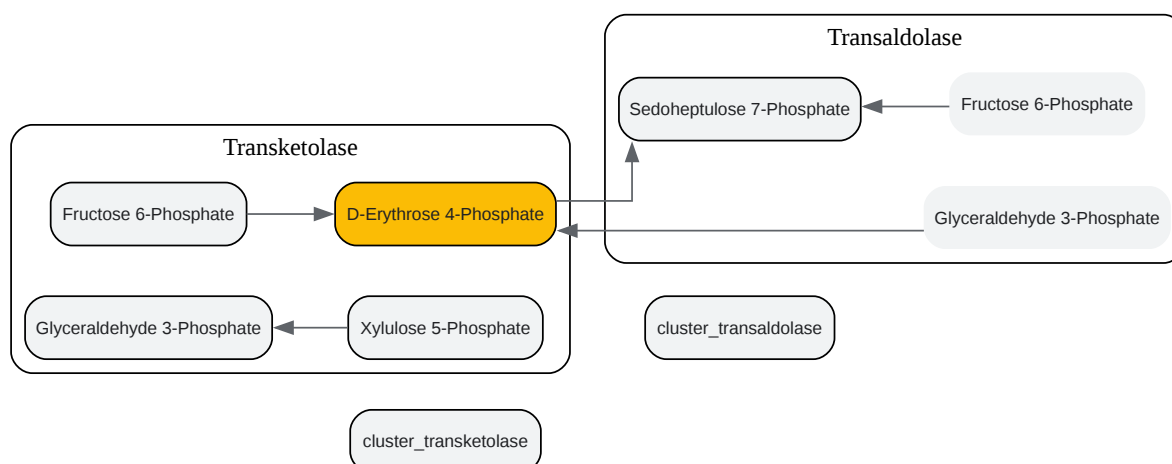 Transaldolase
Sedoheptulose 7-Phosphate
Fructose 6-Phosphate
Transketolase
Fructose 6-Phosphate
D-Erythrose 4-Phosphate
Glyceraldehyde 3-Phosphate
Glyceraldehyde 3-Phosphate
Xylulose 5-Phosphate
cluster_transaldolase
cluster_transketolase